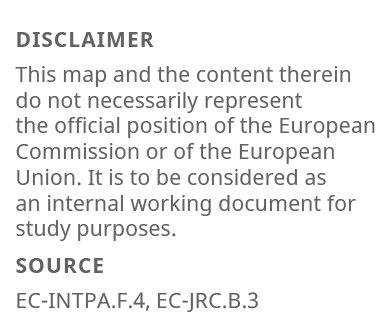 DISCLAIMER
This map and the content therein
do not necessarily represent
the official position of the European
Commission or of the European
Union. It is to be considered as
an internal working document for
study purposes.
SOURCE
EC-INTPA.F.4, EC-JRC.B.3